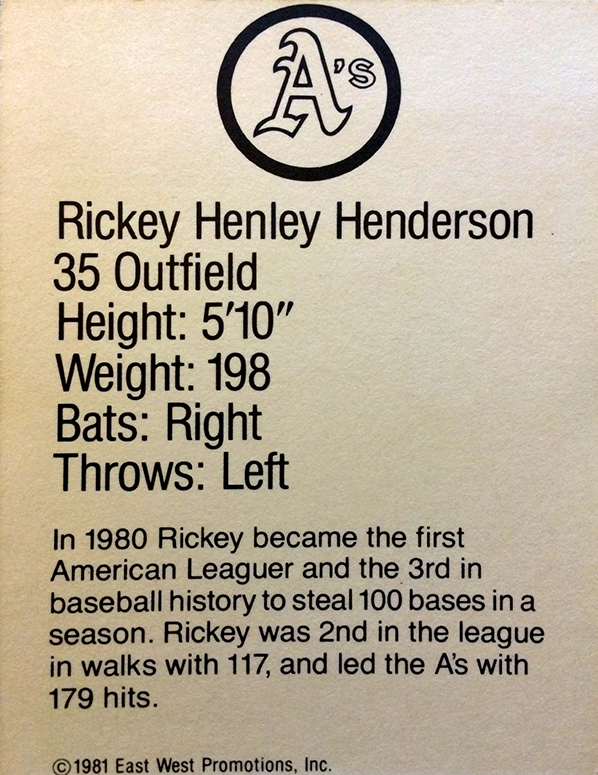 A's
Rickey Henley Henderson
35 Outfield
Height: 5'10"
Weight: 198
Bats: Right
Throws: Left
In 1980 Rickey became the first
American Leaguer and the 3rd in
baseball history to steal 100 bases in a
season. Rickey was 2nd in the league
in walks with 117, and led the A's with
179 hits.
©1981 East West Promotions, Inc.